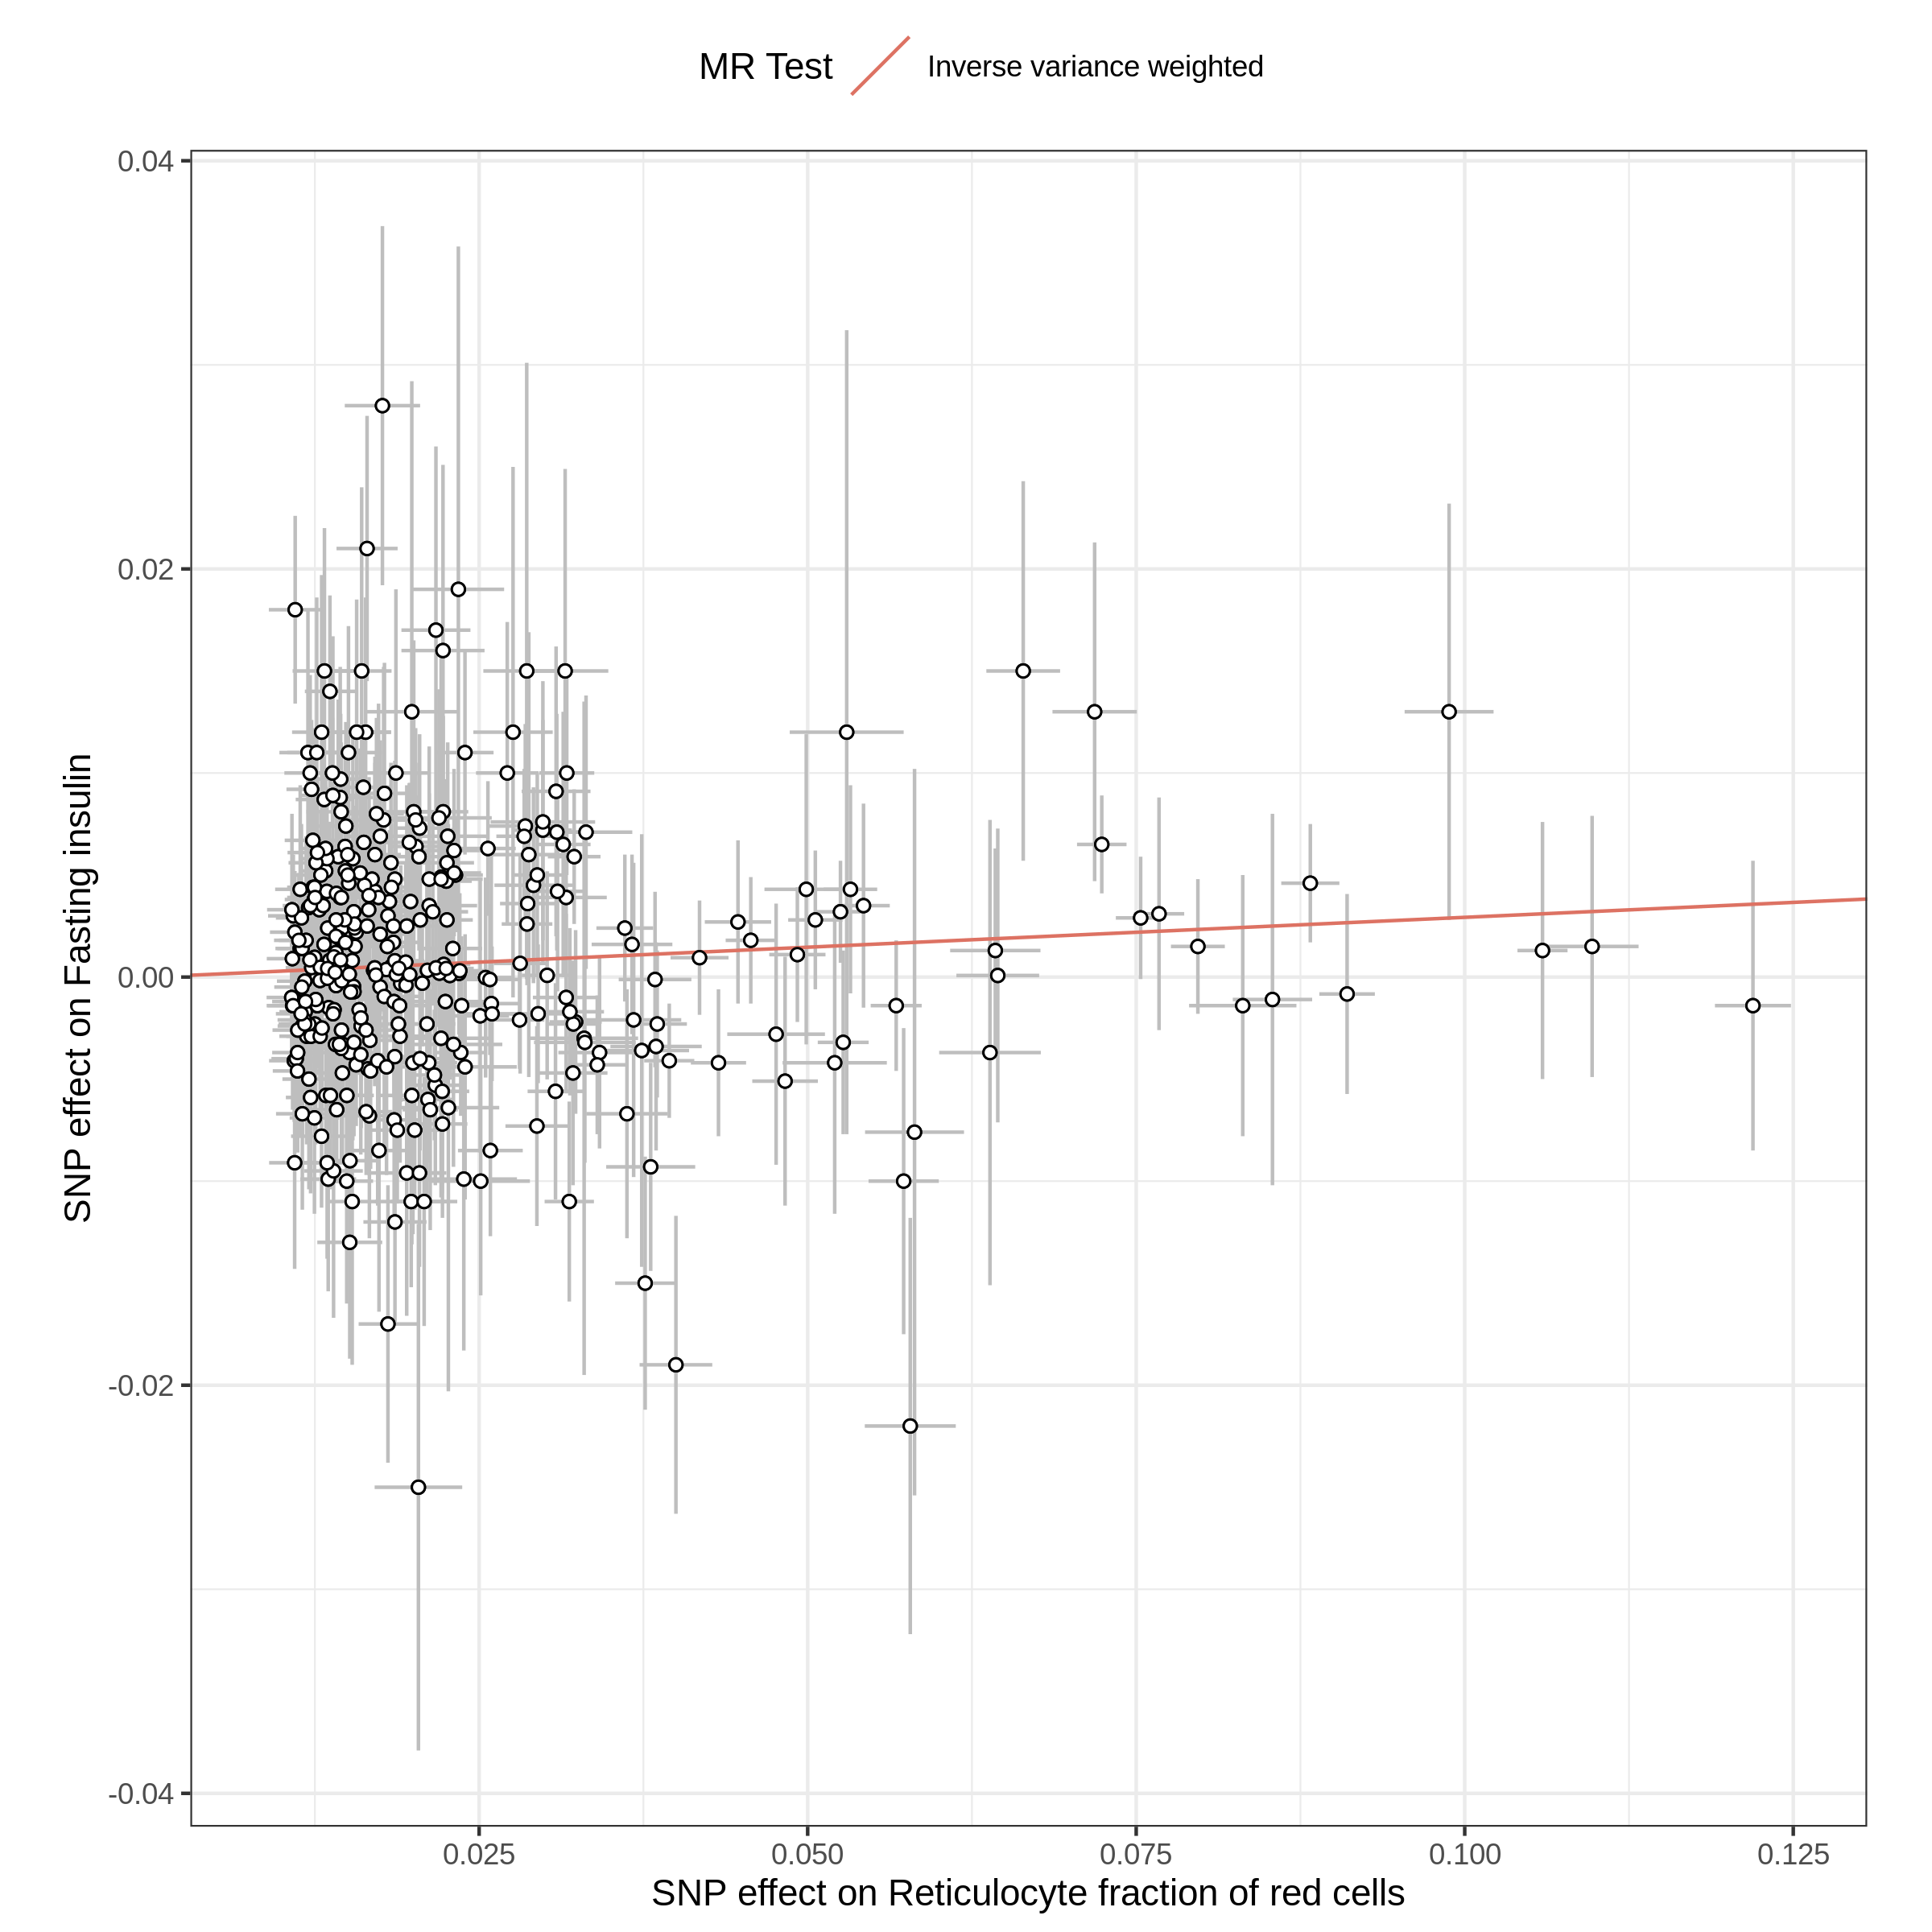 MR Test Inverse variance weighted
0.04
0.02
0.00
-0.02
-0.04
SNP effect on Fasting insulin
0.025 0.050 0.075 0.100 0.125
SNP effect on Reticulocyte fraction of red cells